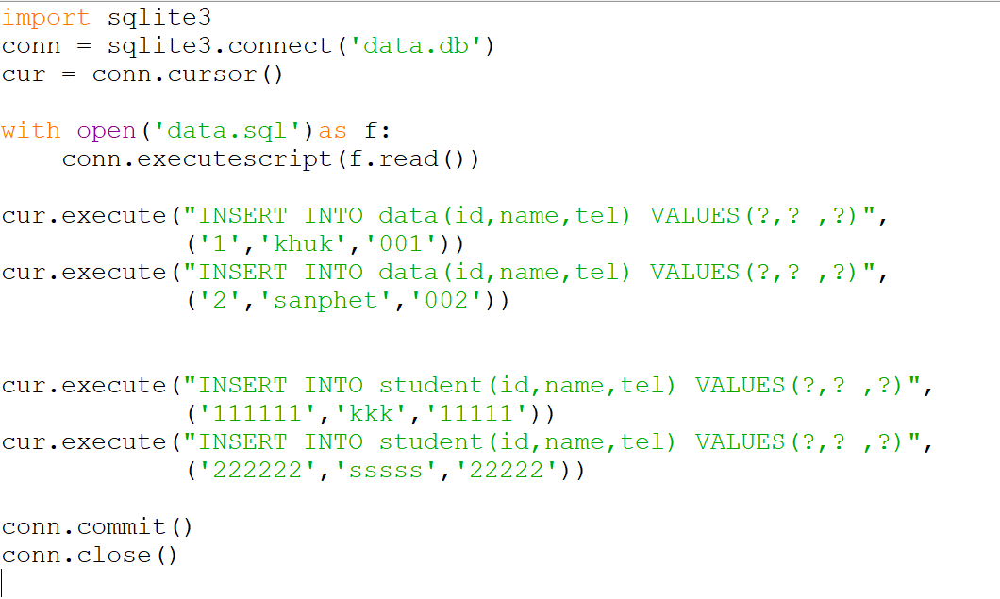 import sqlite3
conn = sqlite3.connect('data.db')
cur = conn.cursor()
with open('data.sql')as f:
    conn.executescript(f.read())
cur.execute("INSERT INTO data(id,name,tel) VALUES(?,? ,?)",
            ('1','khuk','001'))
cur.execute("INSERT INTO data(id,name,tel) VALUES(?,? ,?)",
            ('2','sanphet','002'))
cur.execute("INSERT INTO student(id,name,tel) VALUES(?,? ,?)",
            ('111111','kkk','11111'))
cur.execute("INSERT INTO student(id,name,tel) VALUES(?,? ,?)",
            ('222222','sssss','22222'))
conn.commit()
conn.close()